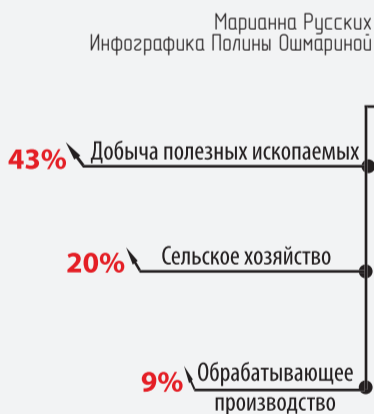 Марианна Русских
Инфографика Полины Ошмариной
43% Добыча полезных ископаемых
20% Сельское хозяйство
9% Обрабатывающее
производство